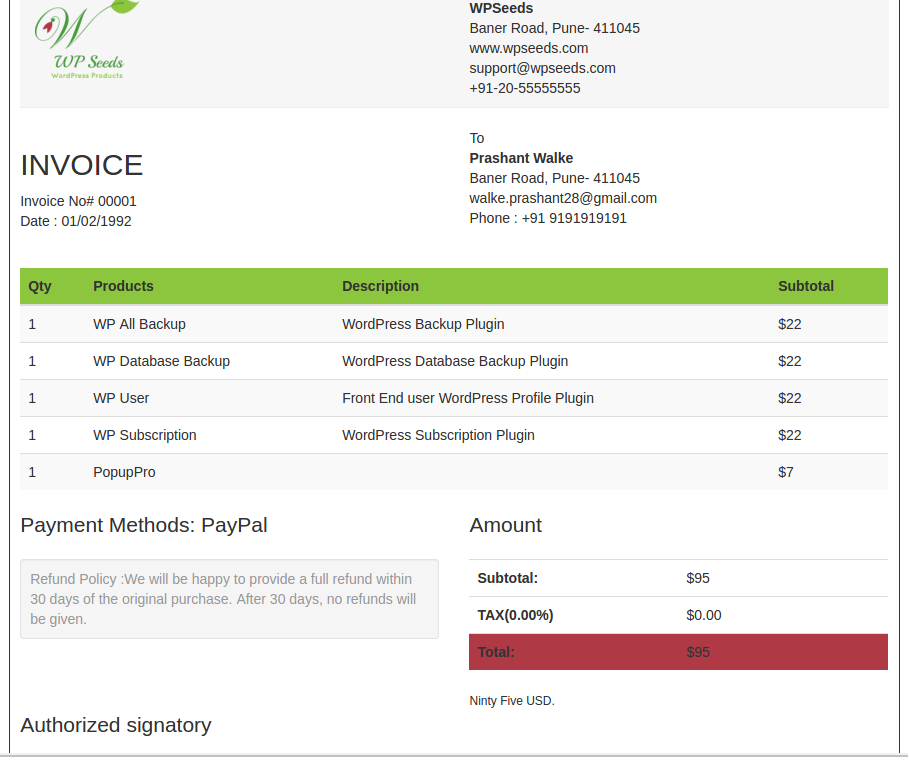 WP Seeds
WordPress Products
WPSeeds
Baner Road, Pune- 411045
www.wpseeds.com
support@wpseeds.com
+91-20-55555555
INVOICE
Invoice No# 00001
Date : 01/02/1992
To
Prashant Walke
Baner Road, Pune- 411045
walke.prashant28@gmail.com
Phone : +91 9191919191
Qty Products Description Subtotal
1 WP All Backup WordPress Backup Plugin $22
1 WP Database Backup WordPress Database Backup Plugin $22
1 WP User Front End user WordPress Profile Plugin $22
1 WP Subscription WordPress Subscription Plugin $22
1 PopupPro $7
Payment Methods: PayPal
Refund Policy :We will be happy to provide a full refund within
30 days of the original purchase. After 30 days, no refunds will
be given.
Amount
Subtotal: $95
TAX(0.00%) $0.00
Total: $95
Ninty Five USD.
Authorized signatory